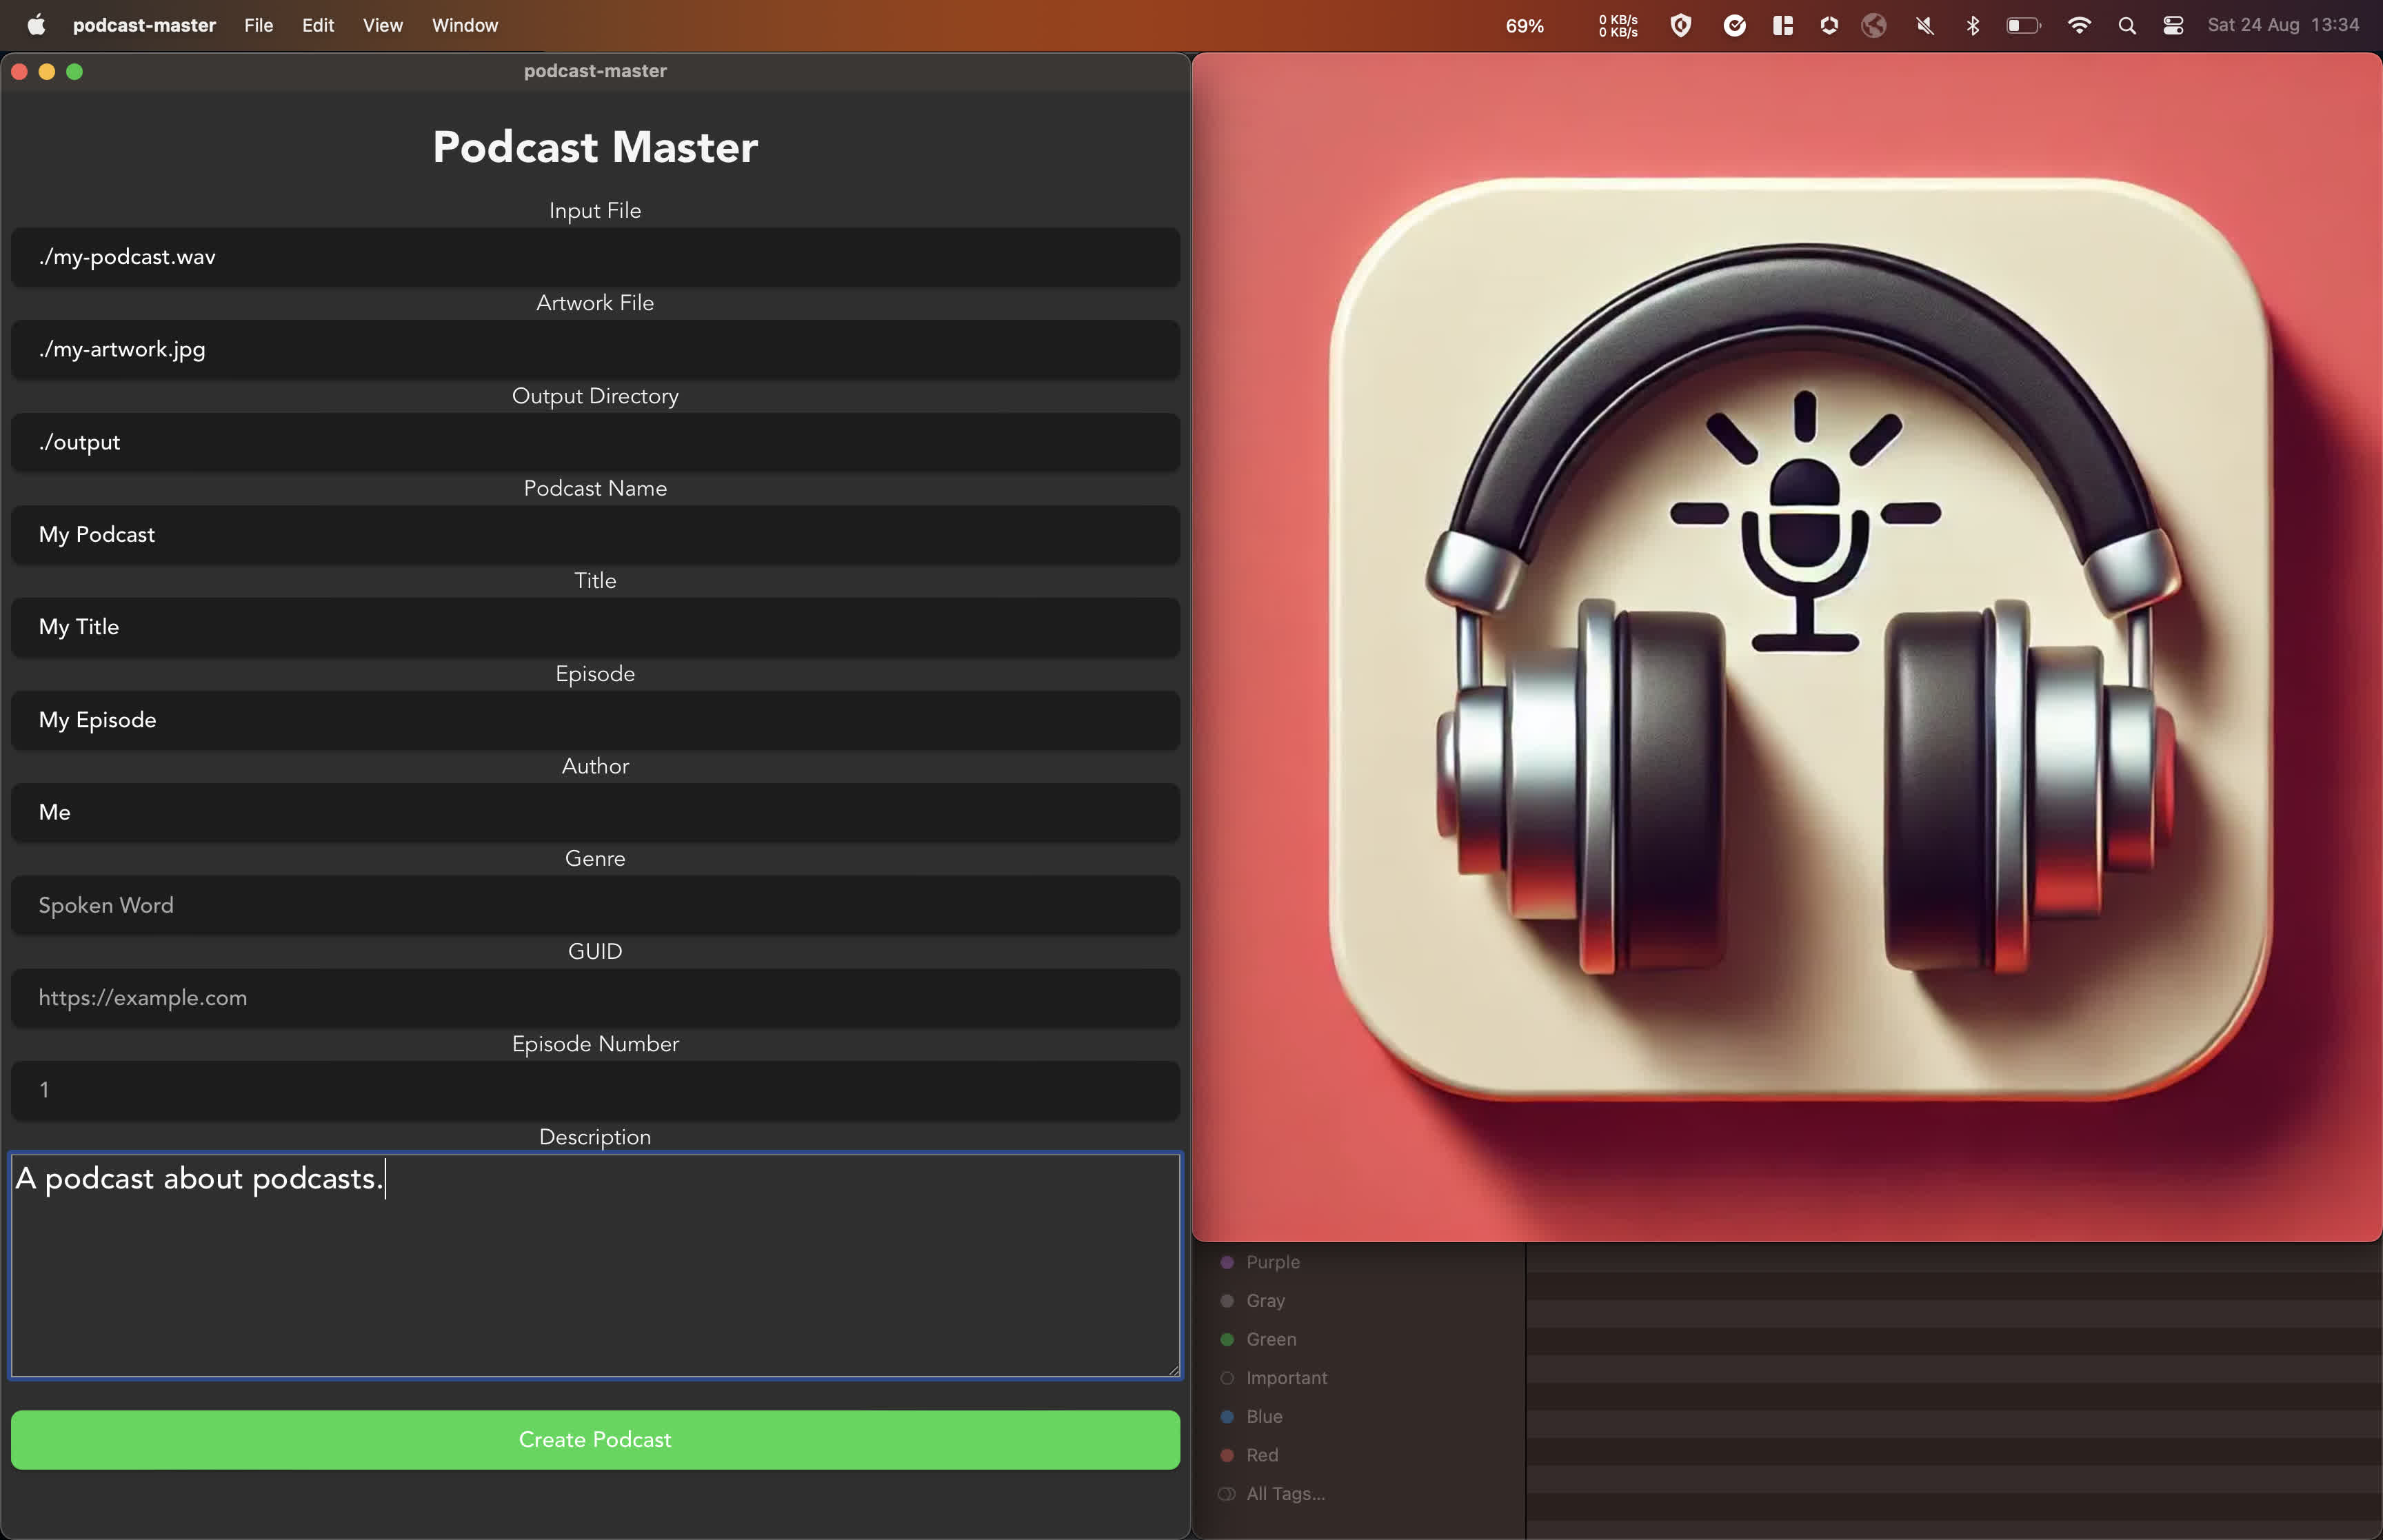 podcast-master File Edit View Window 69% 0 KB/s Sat 24 Aug 13:34
0 KB/s
podcast-master
Podcast Master
Input File
./my-podcast.wav
Artwork File
./my-artwork.jpg
Output Directory
./output
Podcast Name
My Podcast
Title
My Title
Episode
My Episode
Author
Me
Genre
Spoken Word
GUID
https://example.com
Episode Number
1
Description
A podcast about podcasts.
Create Podcast
Purple
Gray
Green
Important
Blue
Red
All Tags...